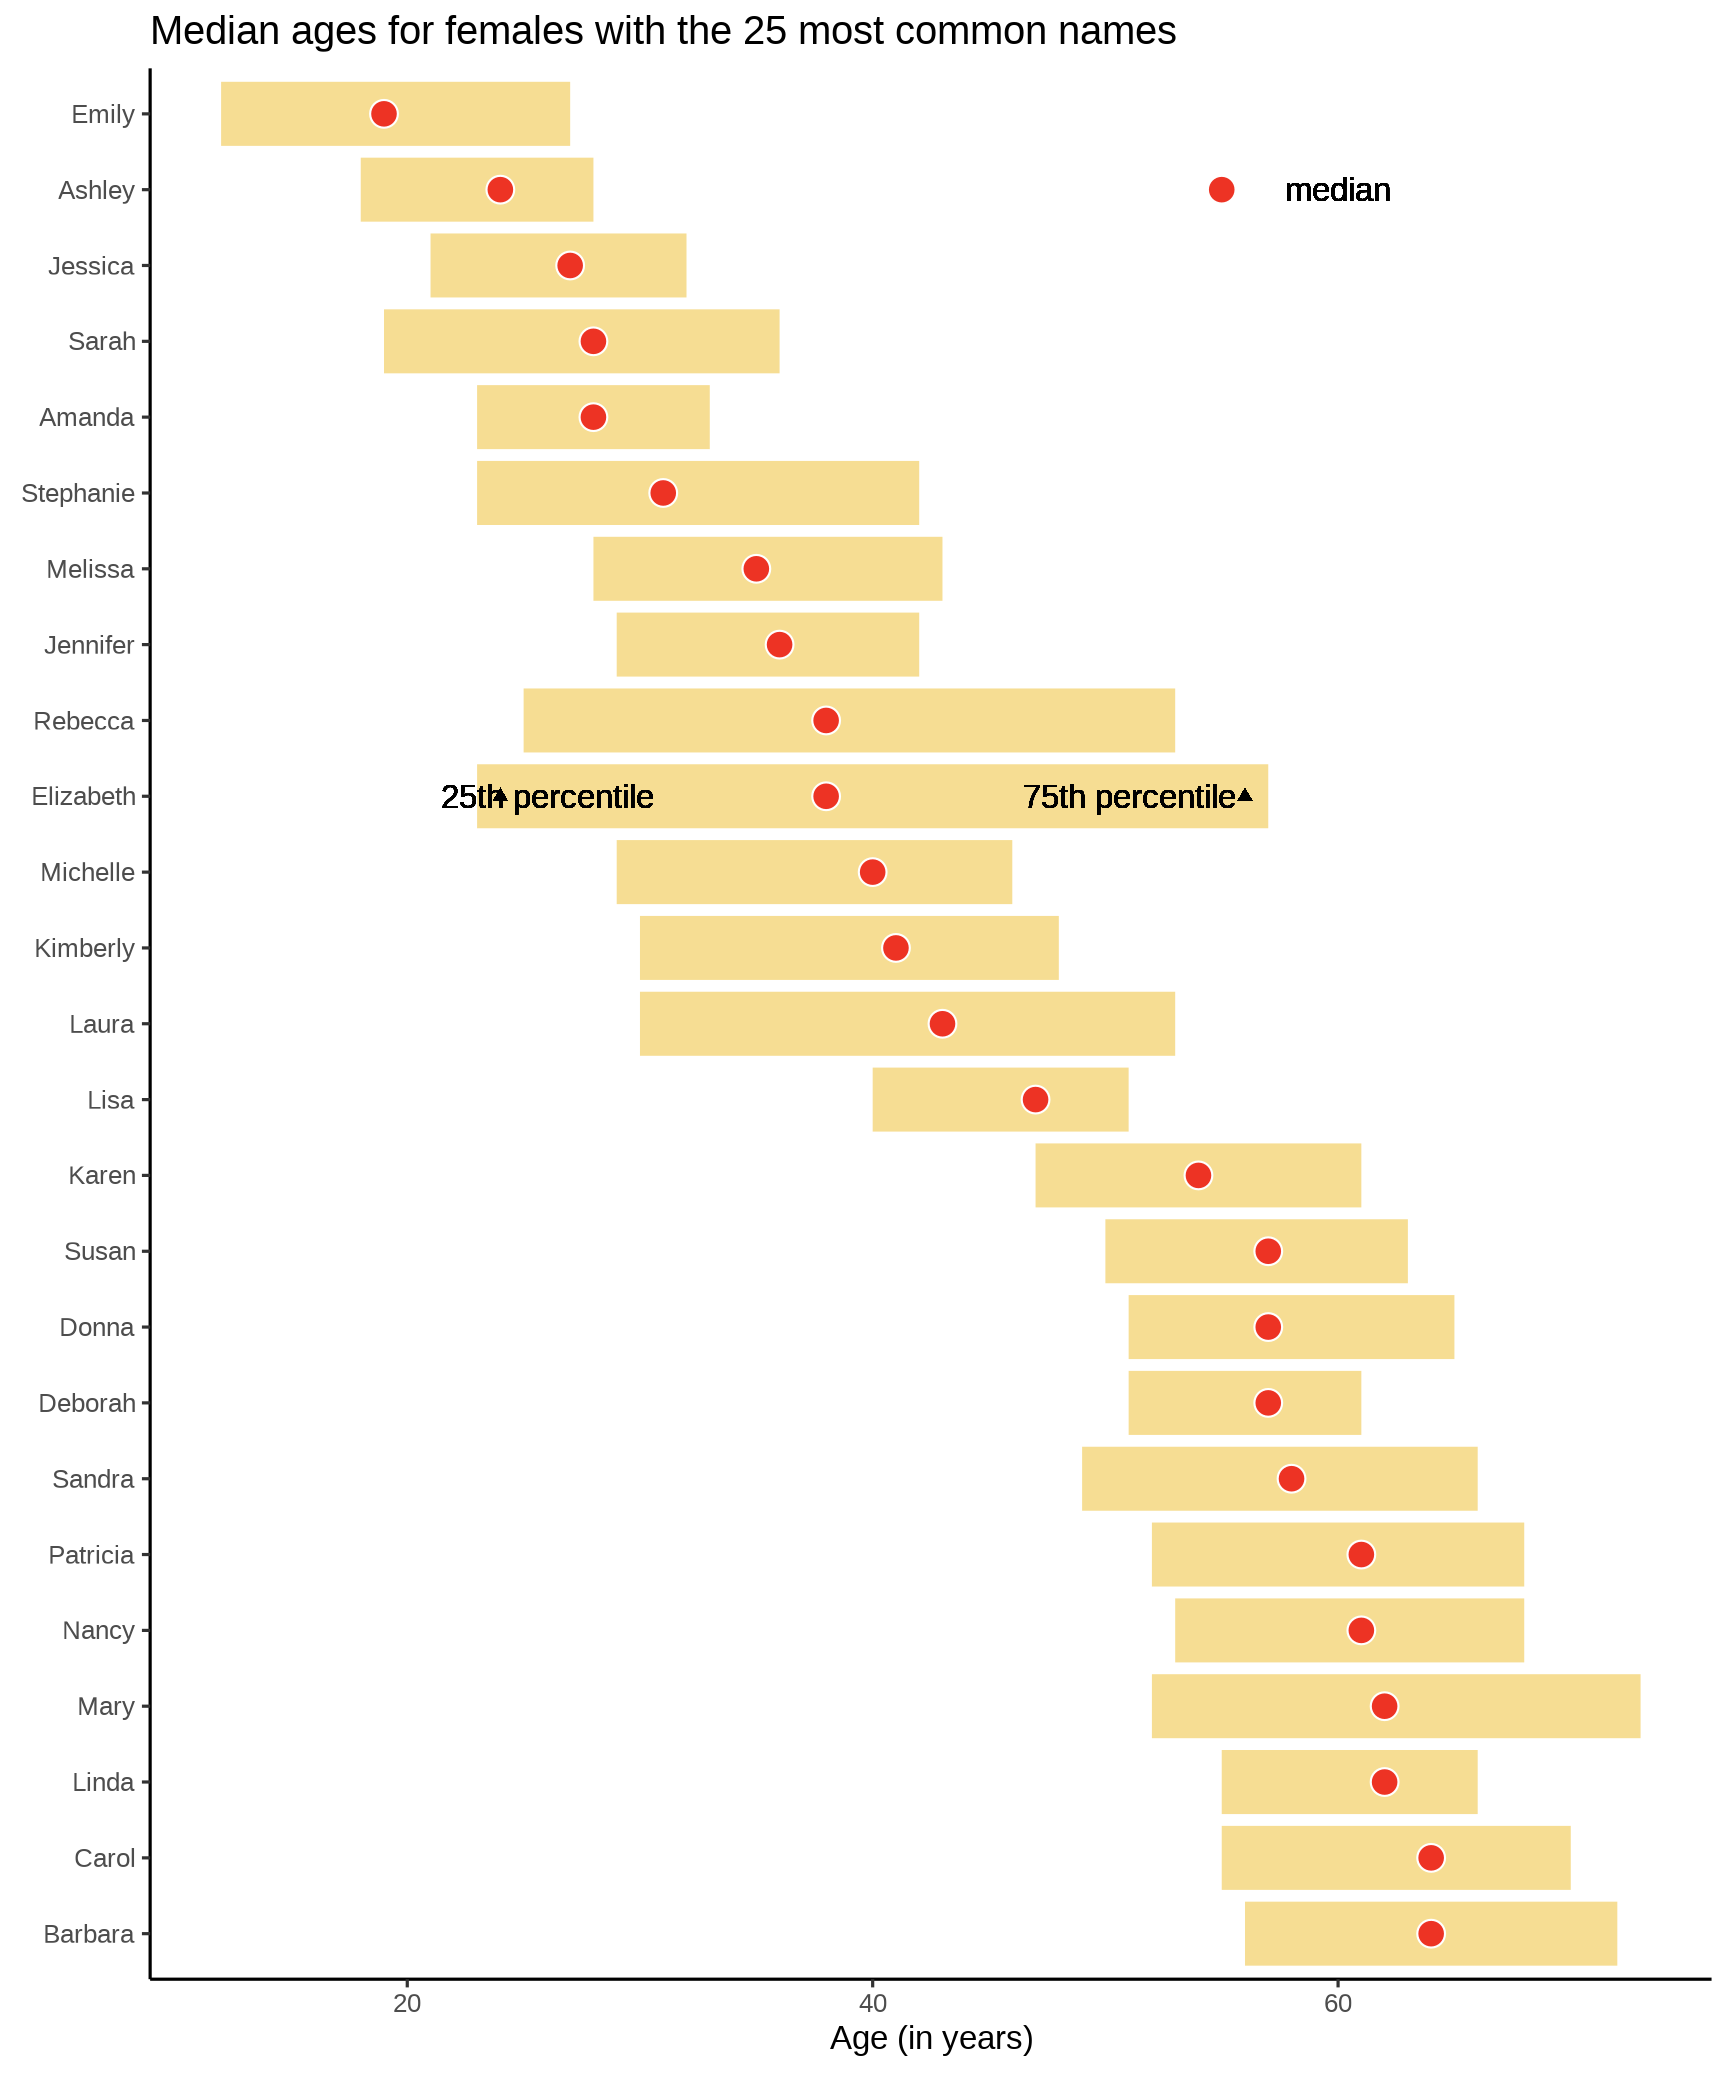 Median ages for females with the 25 most common names
Emily
Ashley
median
Jessica
Sarah
Amanda
Stephanie
Melissa
Jennifer
Rebecca
Elizabeth
25th percentile
75th percentile
Michelle
Kimberly
Laura
Lisa
Karen
Susan
Donna
Deborah
Sandra
Patricia
Nancy
Mary
Linda
Carol
Barbara
20 40 60
Age (in years)